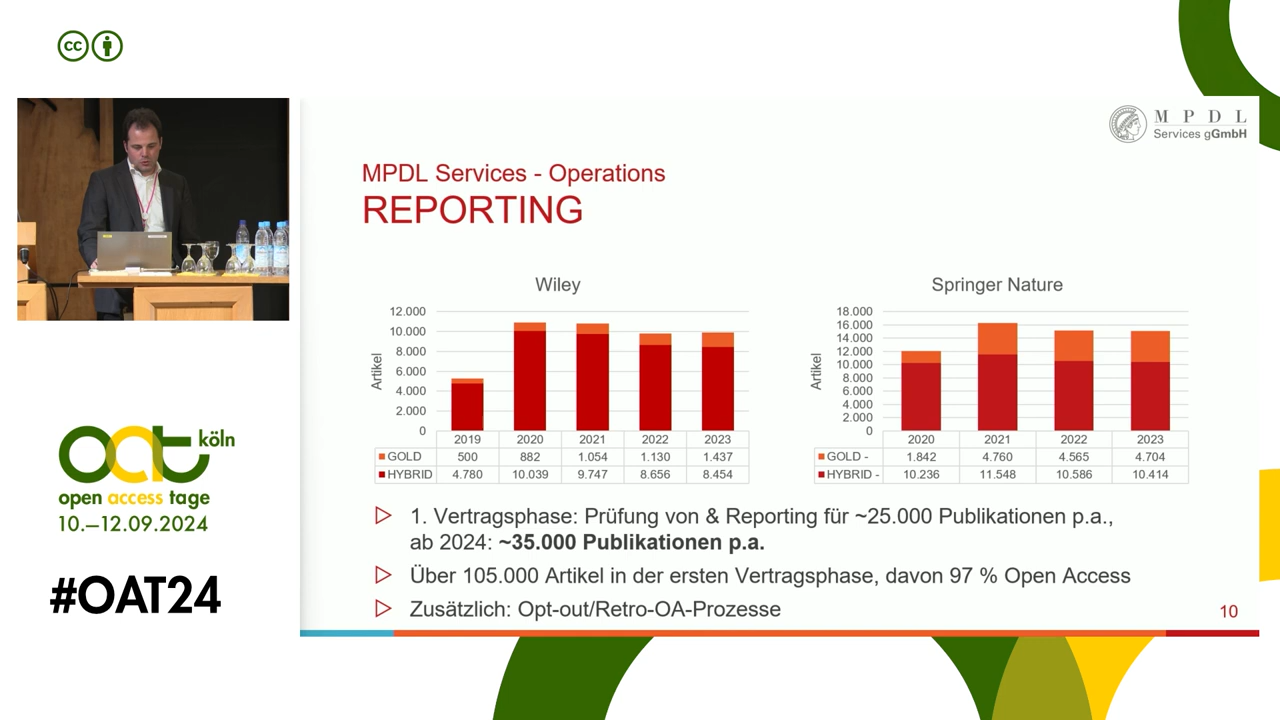 cc
MPDL
Services gGmbH
MPDL Services - Operations
REPORTING
Wiley
Artikel
12.000
10.000
8.000
6.000
4.000
2.000
0
2019 2020 2021 2022 2023
GOLD 500 882 1.054 1.130 1.437
HYBRID 4.780 10.039 9.747 8.656 8.454
Springer Nature
Artikel
18.000
16.000
14.000
12.000
10.000
8.000
6.000
4.000
2.000
0
2020 2021 2022 2023
GOLD - 1.842 4.760 4.565 4.704
HYBRID - 10.236 11.548 10.586 10.414
1. Vertragsphase: Prüfung von & Reporting für ~25.000 Publikationen p.a.,
ab 2024: ~35.000 Publikationen p.a.
Über 105.000 Artikel in der ersten Vertragsphase, davon 97 % Open Access
Zusätzlich: Opt-out/Retro-OA-Prozesse
10
oat köln
open access tage
10.–12.09.2024
#OAT24